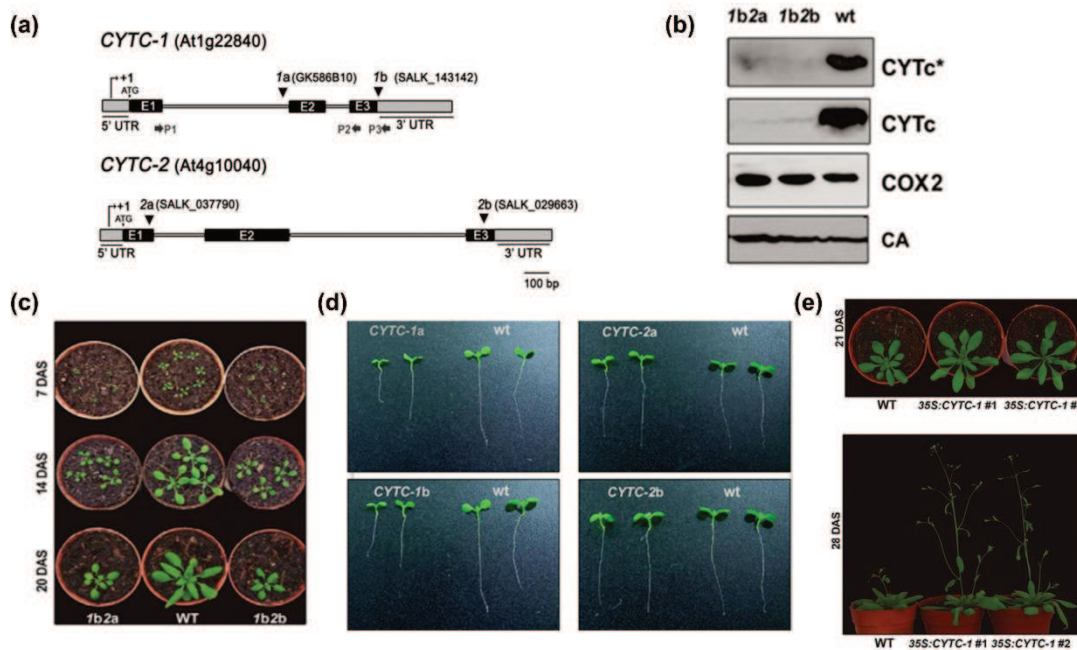 (a)
CYTC-1 (At1g22840)
+1
ATG
1a (GK586B10)
1b (SALK_143142)
E1
E2
E3
5' UTR
P1
P2
P3
3' UTR
CYTC-2 (At4g10040)
+1
ATG
2a (SALK_037790)
2b (SALK_029663)
E1
E2
E3
5' UTR
3' UTR
100 bp
(b)
1b2a 1b2b wt
CYTc*
CYTc
COX2
CA
(c)
7 DAS
14 DAS
20 DAS
1b2a WT 1b2b
(d)
CYTC-1a wt
CYTC-2a wt
CYTC-1b wt
CYTC-2b wt
(e)
21 DAS
WT 35S:CYTC-1 #1 35S:CYTC-1 #
28 DAS
WT 35S:CYTC-1 #1 35S:CYTC-1 #2